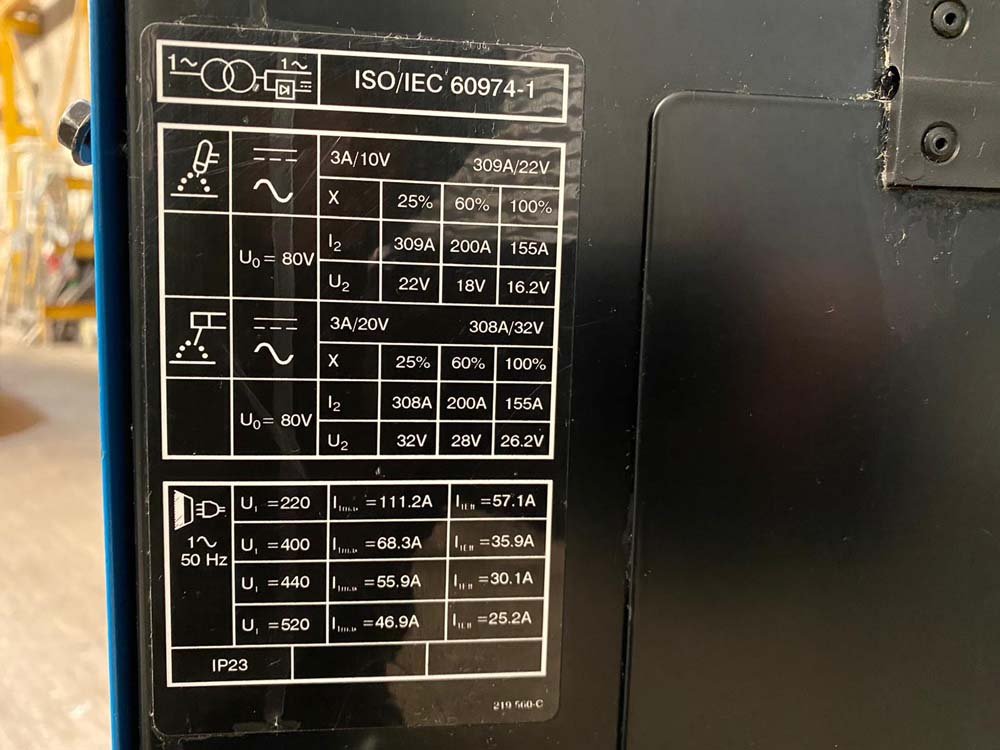 1~ 1~ ISO/IEC 60974-1
3A/10V 309A/22V
X 25% 60% 100%
U₀ = 80V I₂ 309A 200A 155A
U₂ 22V 18V 16.2V
3A/20V 308A/32V
X 25% 60% 100%
U₀ = 80V I₂ 308A 200A 155A
U₂ 32V 28V 26.2V
U₁ =220 =111.2A =57.1A
1~
50 Hz
U₁ =400 =68.3A =35.9A
U₁ =440 =55.9A =30.1A
U₁ =520 =46.9A =25.2A
IP23
219 560-C